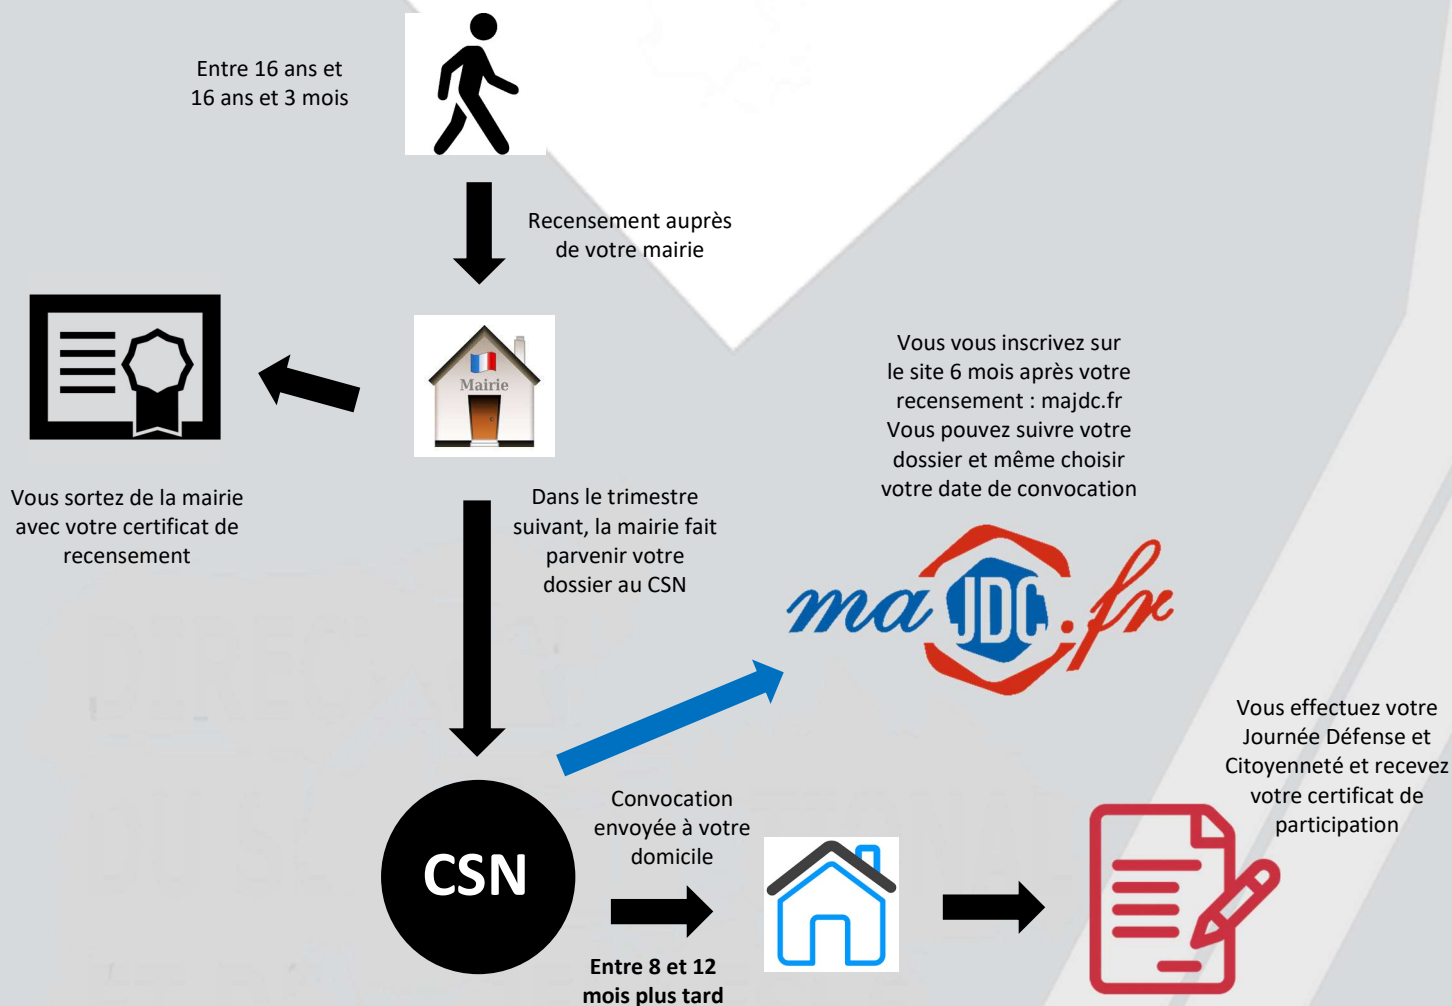 Entre 16 ans et
16 ans et 3 mois
Recensement auprès
de votre mairie
Mairie
Vous sortez de la mairie
avec votre certificat de
recensement
Dans le trimestre
suivant, la mairie fait
parvenir votre
dossier au CSN
Vous vous inscrivez sur
le site 6 mois après votre
recensement : majdc.fr
Vous pouvez suivre votre
dossier et même choisir
votre date de convocation
ma JDC.fr
CSN
Convocation
envoyée à votre
domicile
Entre 8 et 12
mois plus tard
Vous effectuez votre
Journée Défense et
Citoyenneté et recevez
votre certificat de
participation